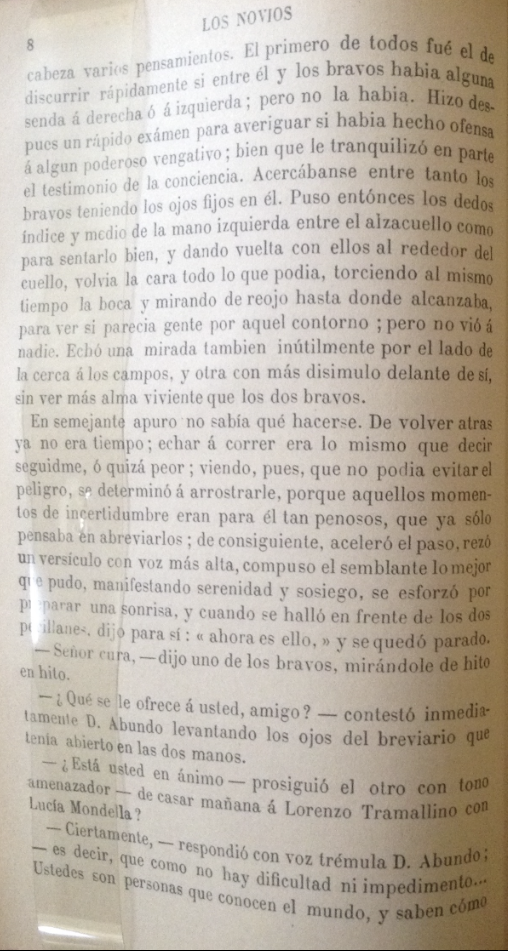 8
LOS NOVIOS
cabeza varios pensamientos. El primero de todos fué el de
discurrir rápidamente si entre él y los bravos habia alguna
senda á derecha ó á izquierda; pero no la habia. Hizo des-
pues un rápido exámen para averiguar si habia hecho ofensa
á algun poderoso vengativo; bien que le tranquilizó en parte
el testimonio de la conciencia. Acercábanse entre tanto los
bravos teniendo los ojos fijos en él. Puso entónces los dedos
índice y medio de la mano izquierda entre el alzacuello como
para sentarlo bien, y dando vuelta con ellos al rededor del
cuello, volvia la cara todo lo que podia, torciendo al mismo
tiempo la boca y mirando de reojo hasta donde alcanzaba,
para ver si parecia gente por aquel contorno; pero no vió á
nadie. Echó una mirada tambien inútilmente por el lado de
la cerca á los campos, y otra con más disimulo delante de sí,
sin ver más alma viviente que los dos bravos.
En semejante apuro no sabía qué hacerse. De volver atras
ya no era tiempo; echar á correr era lo mismo que decir
seguidme, ó quizá peor; viendo, pues, que no podia evitar el
peligro, se determinó á arrostrarle, porque aquellos momen-
tos de incertidumbre eran para él tan penosos, que ya sólo
pensaba en abreviarlos; de consiguiente, aceleró el paso, rezó
un versículo con voz más alta, compuso el semblante lo mejor
que pudo, manifestando serenidad y sosiego, se esforzó por
preparar una sonrisa, y cuando se halló en frente de los dos
perillanes, dijo para sí: « ahora es ello, » y se quedó parado.
— Señor cura, — dijo uno de los bravos, mirándole de hito
en hito.
— ¿Qué se le ofrece á usted, amigo? — contestó inmedia-
tamente D. Abundo levantando los ojos del breviario que
tenía abierto en las dos manos.
— ¿Está usted en ánimo — prosiguió el otro con tono
amenazador — de casar mañana á Lorenzo Tramallino con
Lucía Mondella?
— Ciertamente, — respondió con voz trémula D. Abundo;
— es decir, que como no hay dificultad ni impedimento...
Ustedes son personas que conocen el mundo, y saben cómo